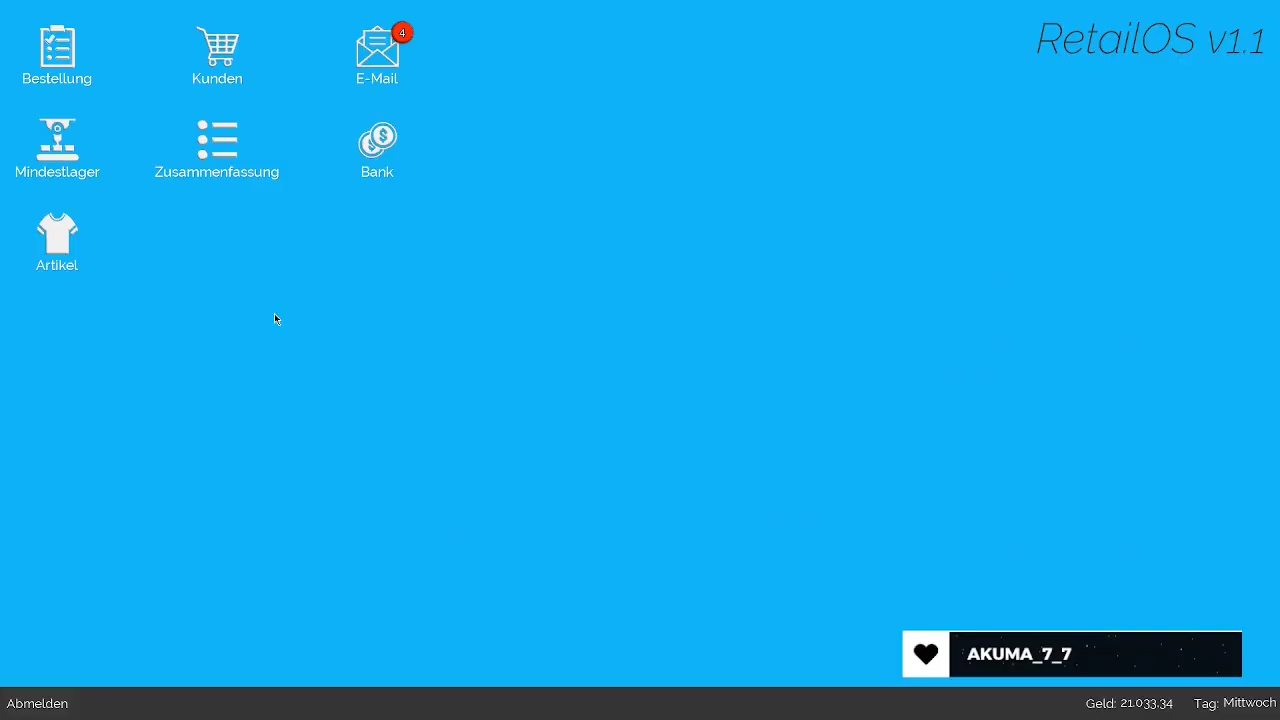 RetailOS v1.1
Bestellung
Kunden
4
E-Mail
Mindestlager
Zusammenfassung
Bank
Artikel
AKUMA_7_7
Abmelden
Geld: 21.033,34
Tag: Mittwoch